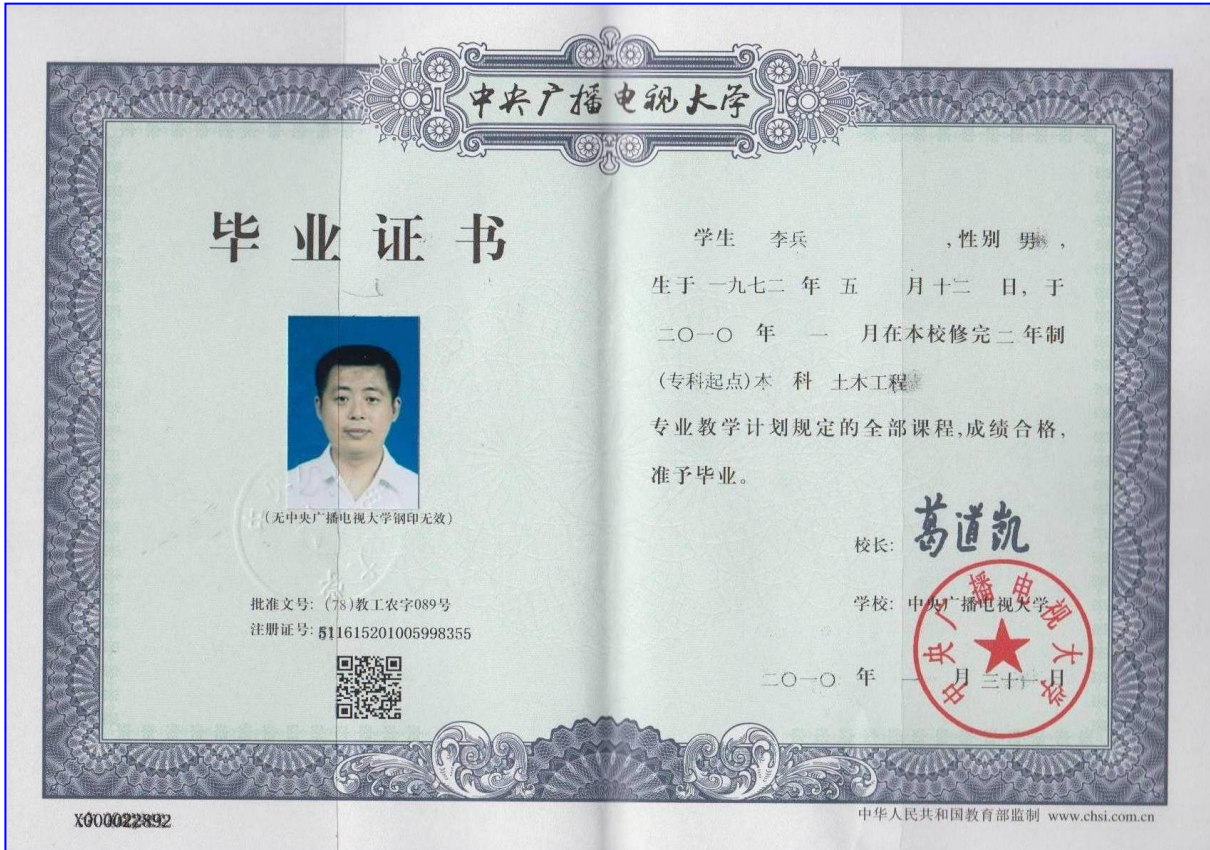 中央广播电视大学
毕业证书
(无中央广播电视大学钢印无效)
批准文号: (78)教工农字089号
注册证号: 511615201005998355
学生 李兵 ,性别 男 ,
生于 一九七二 年 五 月 十二 日, 于
二〇一〇 年 一 月在本校修完 二 年制
(专科起点)本 科 土木工程
专业教学计划规定的全部课程,成绩合格,
准予毕业。
校长: 葛道凯
学校: 中央广播电视大学
二〇一〇 年 一 月 三十 日
中央广播电视大学
中华人民共和国教育部监制 www.chsi.com.cn